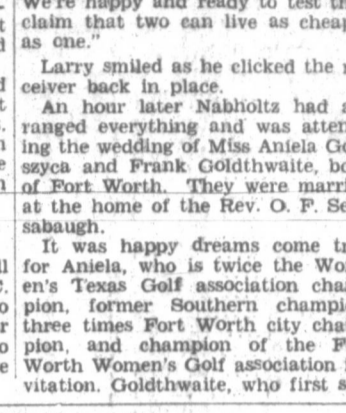 We're happy and ready to test th
claim that two can live as cheap
as one."
Larry smiled as he clicked the r
ceiver back in place.
An hour later Nabholtz had a
ranged everything and was atten
ing the wedding of Miss Aniela Go
szyca and Frank Goldthwaite, bo
of Fort Worth. They were marri
at the home of the Rev. O. F. Se
sabaugh.
It was happy dreams come tr
for Aniela, who is twice the Wo
en's Texas Golf association cha
pion, former Southern champi
three times Fort Worth city cha
pion, and champion of the F
Worth Women's Golf association
vitation. Goldthwaite, who first s